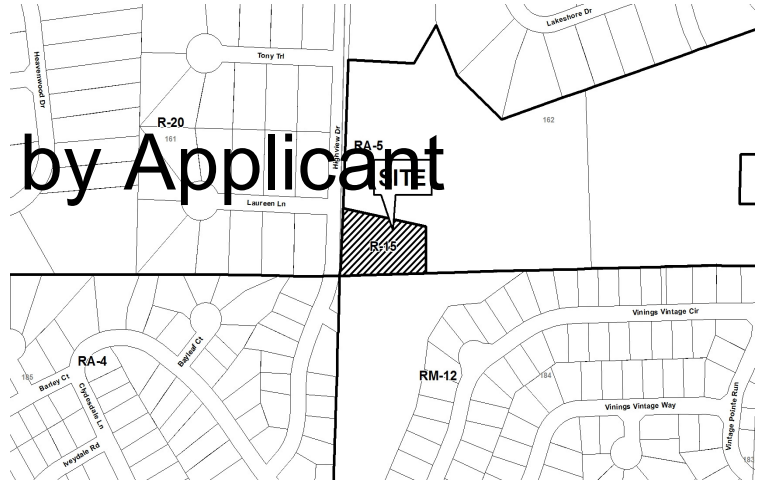 Lakeshore Dr
Heavenwood Dr
Tony Trl
R-20
161
162
Highview Dr
RA-5
by Applicant
SITE
Laureen Ln
R-15
Vinings Vintage Cir
RA-4
Bayleaf Ct
RM-12
185
Barley Ct
184
Clydesdale Ln
Vinings Vintage Way
Vintage Pointe Run
Iveydale Rd
183